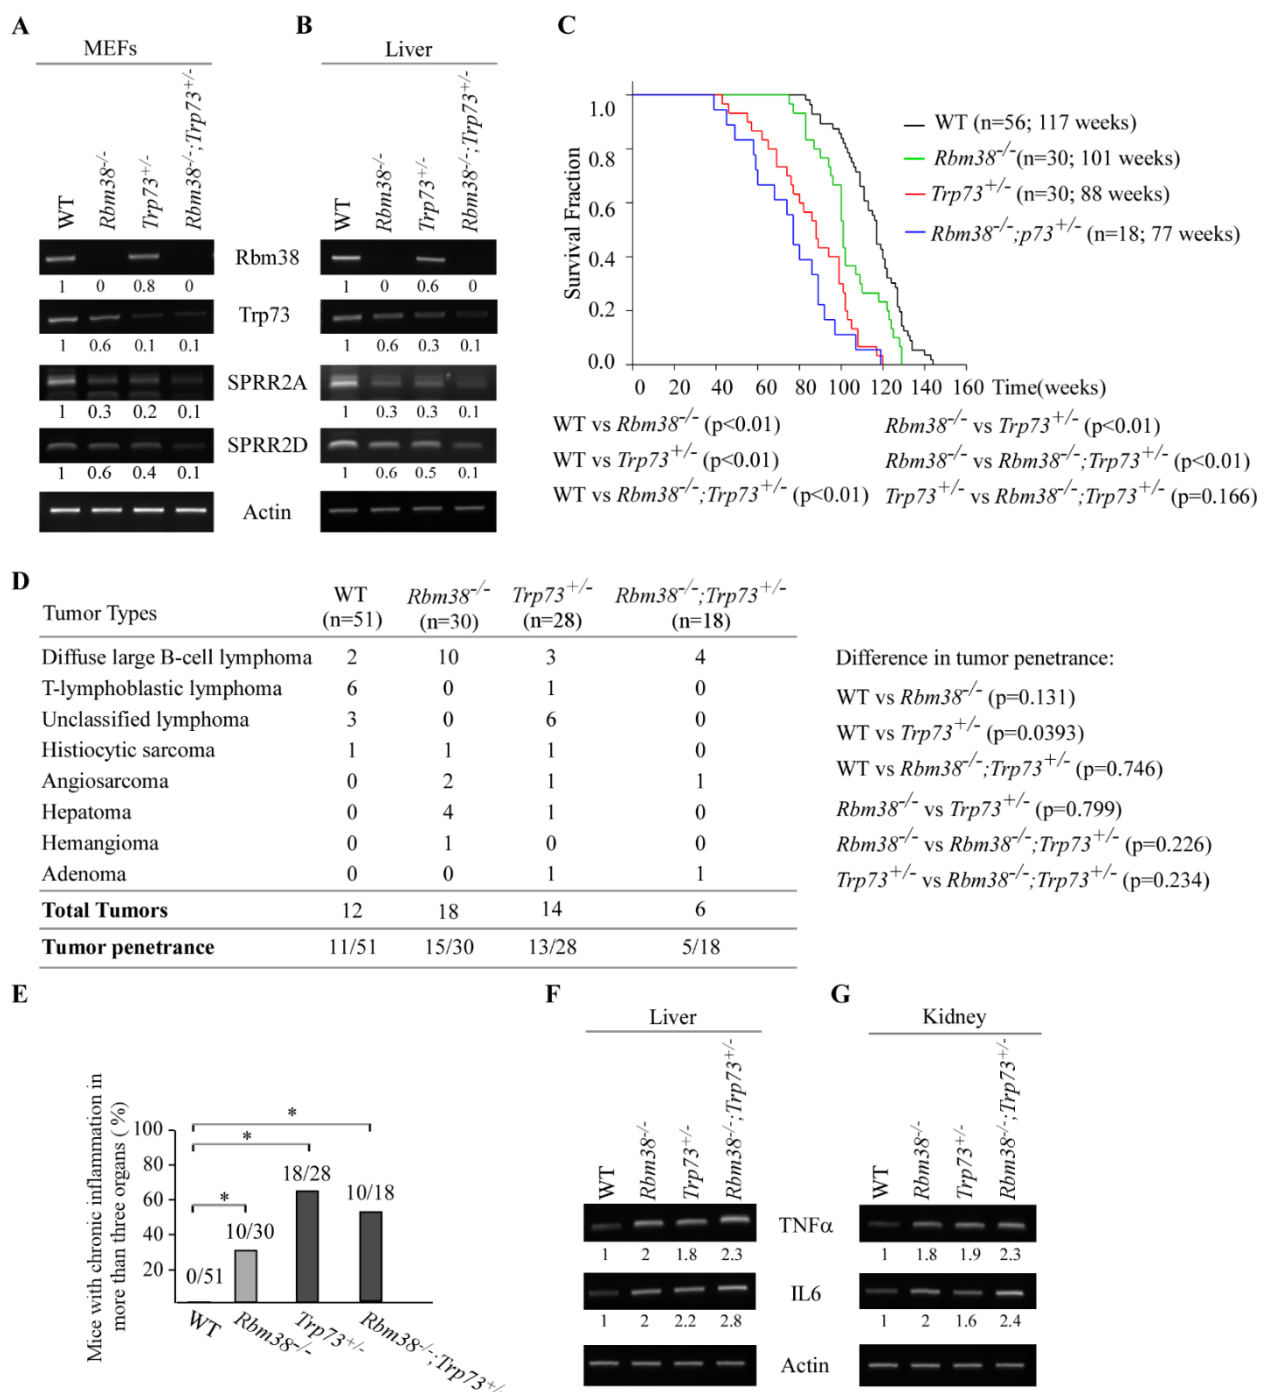 A
MEFs
WT
Rbm38-/-
Trp73+/-
Rbm38-/-;Trp73+/-
1 0 0.8 0
1 0.6 0.1 0.1
1 0.3 0.2 0.1
1 0.6 0.4 0.1
Rbm38
Trp73
SPRR2A
SPRR2D
Actin
B
Liver
WT
Rbm38-/-
Trp73+/-
Rbm38-/-;Trp73+/-
1 0 0.6 0
1 0.6 0.3 0.1
1 0.3 0.3 0.1
1 0.6 0.5 0.1
C
Survival Fraction
1.0
0.8
0.6
0.4
0.2
0.0
0 20 40 60 80 100 120 140 160
Time(weeks)
WT (n=56; 117 weeks)
Rbm38-/-(n=30; 101 weeks)
Trp73+/- (n=30; 88 weeks)
Rbm38-/-;p73+/- (n=18; 77 weeks)
WT vs Rbm38-/- (p<0.01)
WT vs Trp73+/- (p<0.01)
WT vs Rbm38-/-;Trp73+/- (p<0.01)
Rbm38-/- vs Trp73+/- (p<0.01)
Rbm38-/- vs Rbm38-/-;Trp73+/- (p<0.01)
Trp73+/- vs Rbm38-/-;Trp73+/- (p=0.166)
D
Tumor Types WT (n=51) Rbm38-/- (n=30) Trp73+/- (n=28) Rbm38-/-;Trp73+/- (n=18)
Diffuse large B-cell lymphoma 2 10 3 4
T-lymphoblastic lymphoma 6 0 1 0
Unclassified lymphoma 3 0 6 0
Histiocytic sarcoma 1 1 1 0
Angiosarcoma 0 2 1 1
Hepatoma 0 4 1 0
Hemangioma 0 1 0 0
Adenoma 0 0 1 1
Total Tumors 12 18 14 6
Tumor penetrance 11/51 15/30 13/28 5/18
Difference in tumor penetrance:
WT vs Rbm38-/- (p=0.131)
WT vs Trp73+/- (p=0.0393)
WT vs Rbm38-/-;Trp73+/- (p=0.746)
Rbm38-/- vs Trp73+/- (p=0.799)
Rbm38-/- vs Rbm38-/-;Trp73+/- (p=0.226)
Trp73+/- vs Rbm38-/-;Trp73+/- (p=0.234)
E
Mice with chronic inflammation in
more than three organs (%)
100
80
60
40
20
*
*
*
0/51
10/30
18/28
10/18
WT
Rbm38-/-
Trp73+/-
Rbm38-/-;Trp73+/-
F
Liver
WT
Rbm38-/-
Trp73+/-
Rbm38-/-;Trp73+/-
1 2 1.8 2.3
1 2 2.2 2.8
TNFα
IL6
Actin
G
Kidney
WT
Rbm38-/-
Trp73+/-
Rbm38-/-;Trp73+/-
1 1.8 1.9 2.3
1 2 1.6 2.4